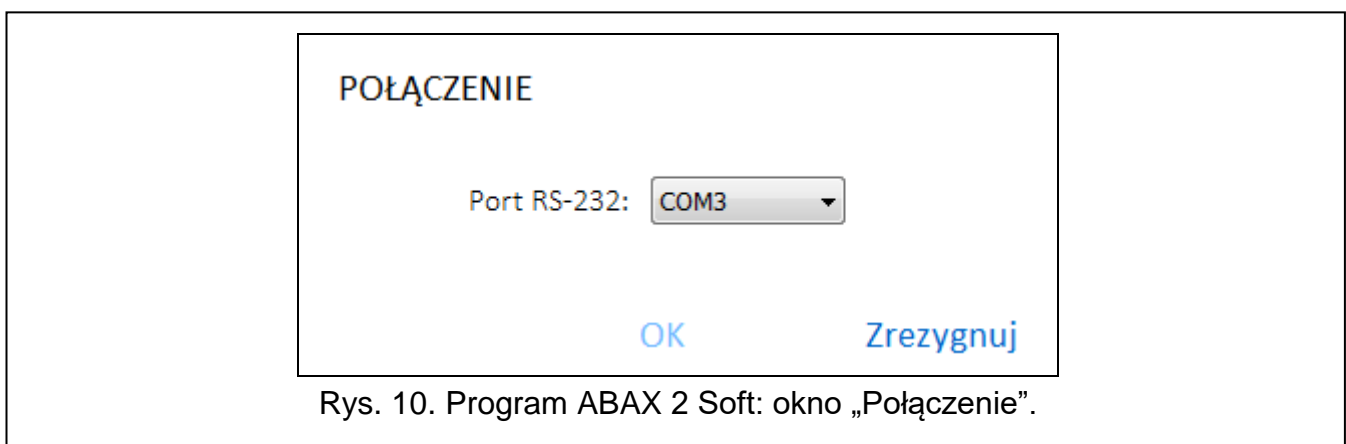 POŁĄCZENIE
Port RS-232: COM3
OK Zrezygnuj
Rys. 10. Program ABAX 2 Soft: okno „Połączenie”.